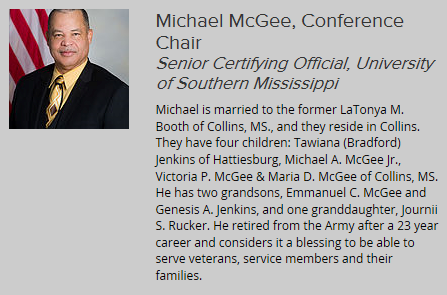 Michael McGee, Conference
Chair
Senior Certifying Official, University
of Southern Mississippi
Michael is married to the former LaTonya M.
Booth of Collins, MS., and they reside in Collins.
They have four children: Tawiana (Bradford)
Jenkins of Hattiesburg, Michael A. McGee Jr.,
Victoria P. McGee & Maria D. McGee of Collins, MS.
He has two grandsons, Emmanuel C. McGee and
Genesis A. Jenkins, and one granddaughter, Journii
S. Rucker. He retired from the Army after a 23 year
career and considers it a blessing to be able to
serve veterans, service members and their
families.